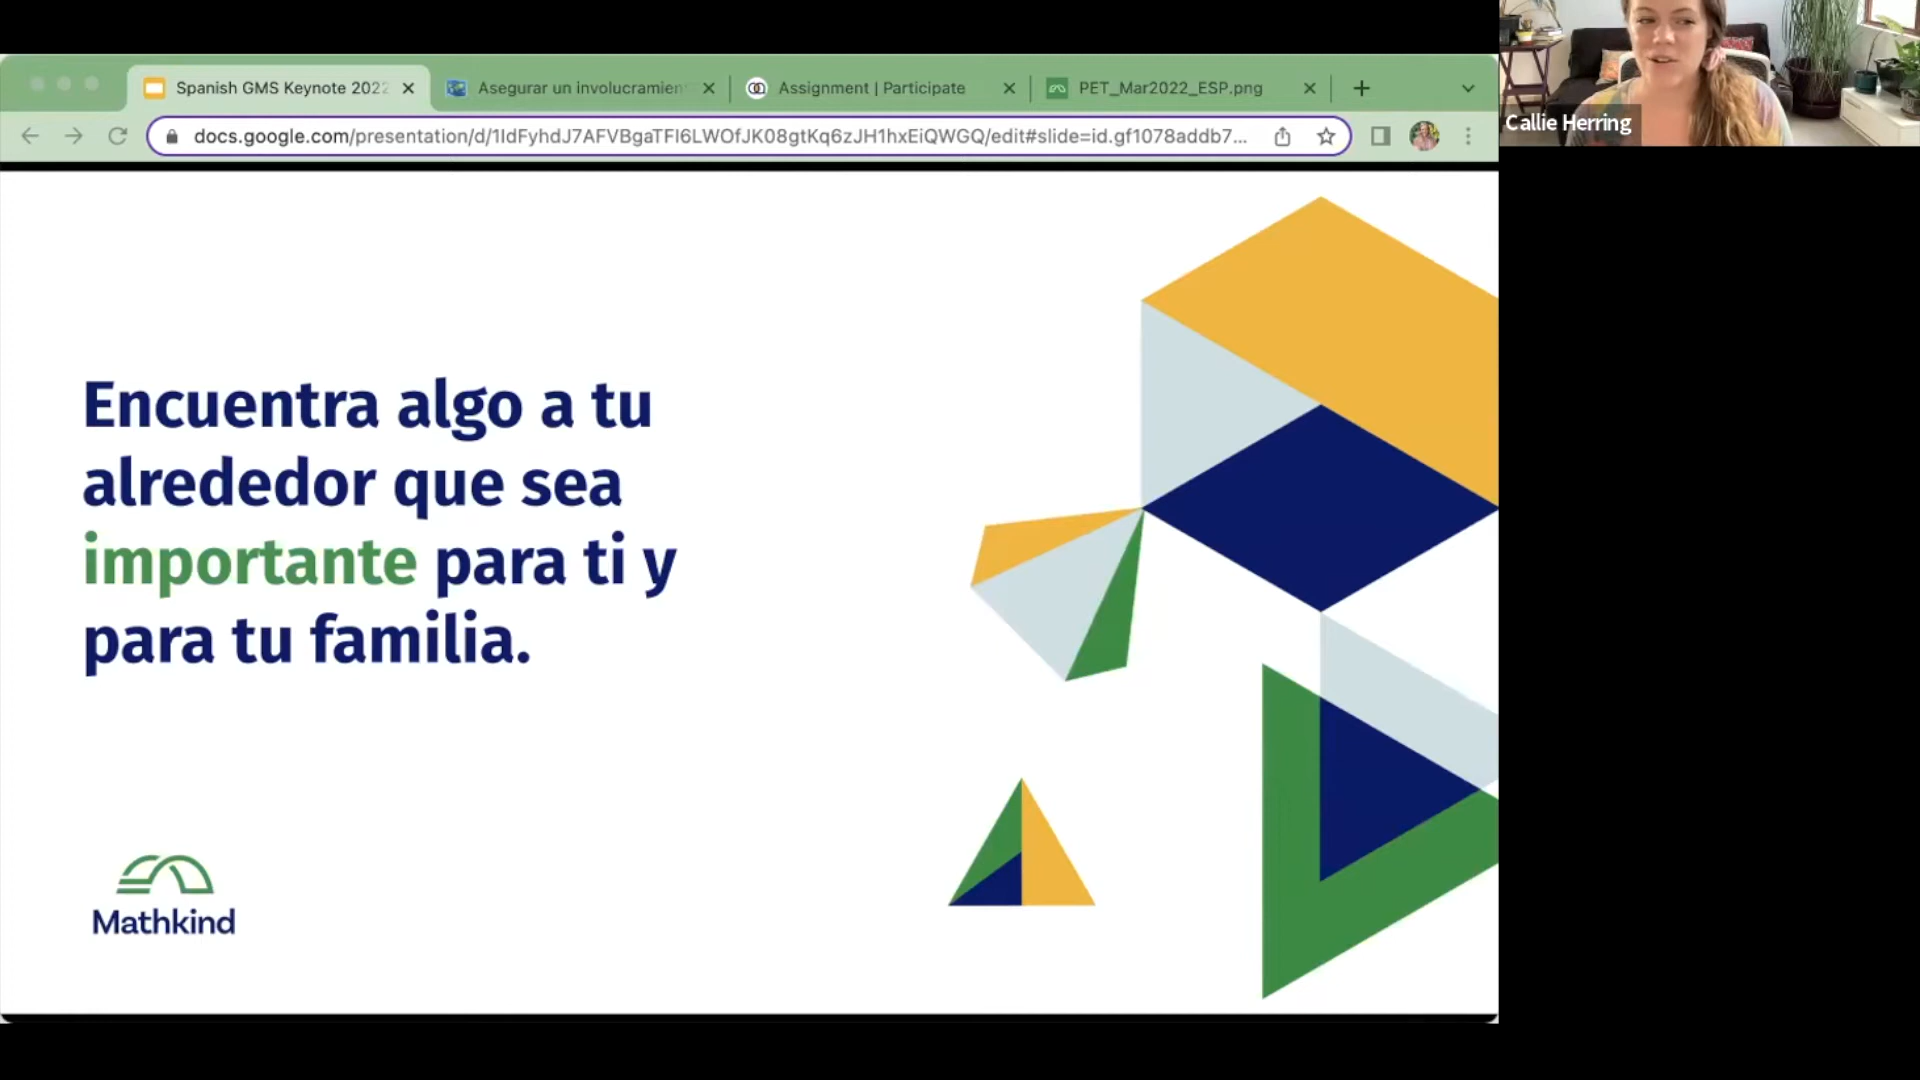 Spanish GMS Keynote 2022
Asegurar un involucramien
Assignment | Participate
PET_Mar2022_ESP.png
docs.google.com/presentation/d/1IdFyhdJ7AFVBgaTFI6LWOfJK08gtKq6zJH1hxEiQWGQ/edit#slide=id.gf1078addb7...
Callie Herring
Encuentra algo a tu
alrededor que sea
importante para ti y
para tu familia.
Mathkind